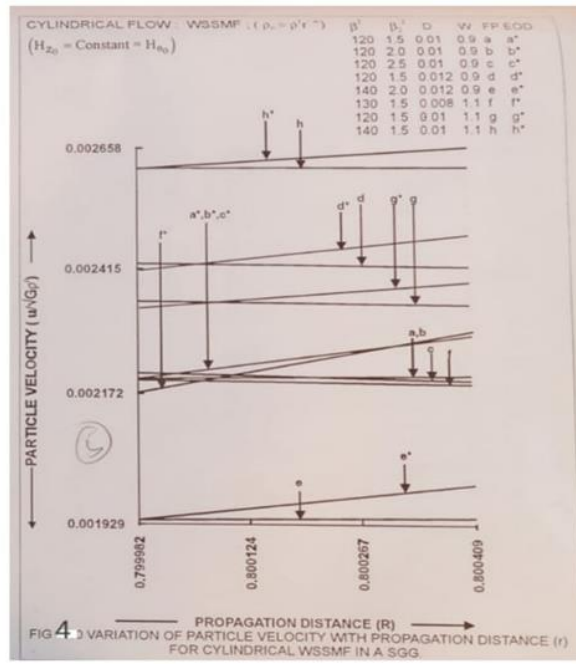 CYLINDRICAL FLOW : WSSMF : ( ρₒ = ρ'r⁻ʷ ) β² β₂² D W FP EOD
(H_Z₀ = Constant = H_θ₀)
120 1.5 0.01 0.9 a a*
120 2.0 0.01 0.9 b b*
120 2.5 0.01 0.9 c c*
120 1.5 0.012 0.9 d d*
140 2.0 0.012 0.9 e e*
130 1.5 0.008 1.1 f f*
120 1.5 0.01 1.1 g g*
140 1.5 0.01 1.1 h h*
h* h
0.002658
a*,b*,c* d* d g* g
f*
0.002415
a,b c f
0.002172
e e*
0.001929
PARTICLE VELOCITY ( u/√Gρ')
0.799982 0.800124 0.800267 0.800409
PROPAGATION DISTANCE (R)
FIG 4 0 VARIATION OF PARTICLE VELOCITY WITH PROPAGATION DISTANCE (r)
FOR CYLINDRICAL WSSMF IN A SGG.